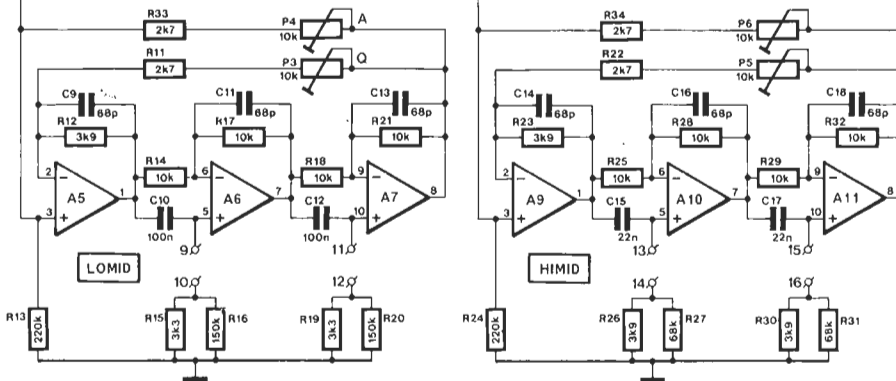 R33 P4 A R34 P6
2k7 10k 2k7 10k
R11 P3 Q R22 P5
2k7 10k 2k7 10k
C9 C11 C13 C14 C16 C18
68p 68p 68p 68p 68p 68p
R12 R17 R21 R23 R28 R32
3k9 10k 10k 3k9 10k 10k
R14 R18 R25 R29
10k 10k 10k 10k
2 − A5 1 6 − A6 7 9 − A7 8 2 − A9 1 6 − A10 7 9 − A11 8
3 + 5 + 10 + 3 + 5 + 10 +
C10 C12 C15 C17
100n 100n 22n 22n
9 11 13 15
LOMID HIMID
10 12 14 16
R13 R15 R16 R19 R20 R24 R26 R27 R30 R31
220k 3k3 150k 3k3 150k 220k 3k9 68k 3k9 68k